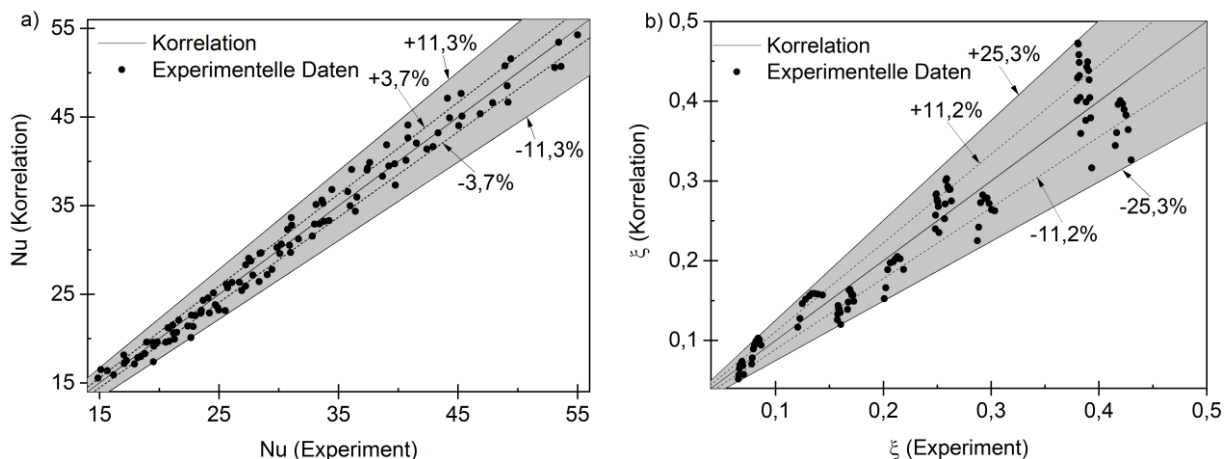 a)
Korrelation
Experimentelle Daten
+11,3%
+3,7%
-11,3%
-3,7%
55
45
35
25
15
Nu (Korrelation)
15 25 35 45 55
Nu (Experiment)
b)
Korrelation
Experimentelle Daten
+25,3%
+11,2%
-11,2%
-25,3%
0,5
0,4
0,3
0,2
0,1
ξ (Korrelation)
0,1 0,2 0,3 0,4 0,5
ξ (Experiment)